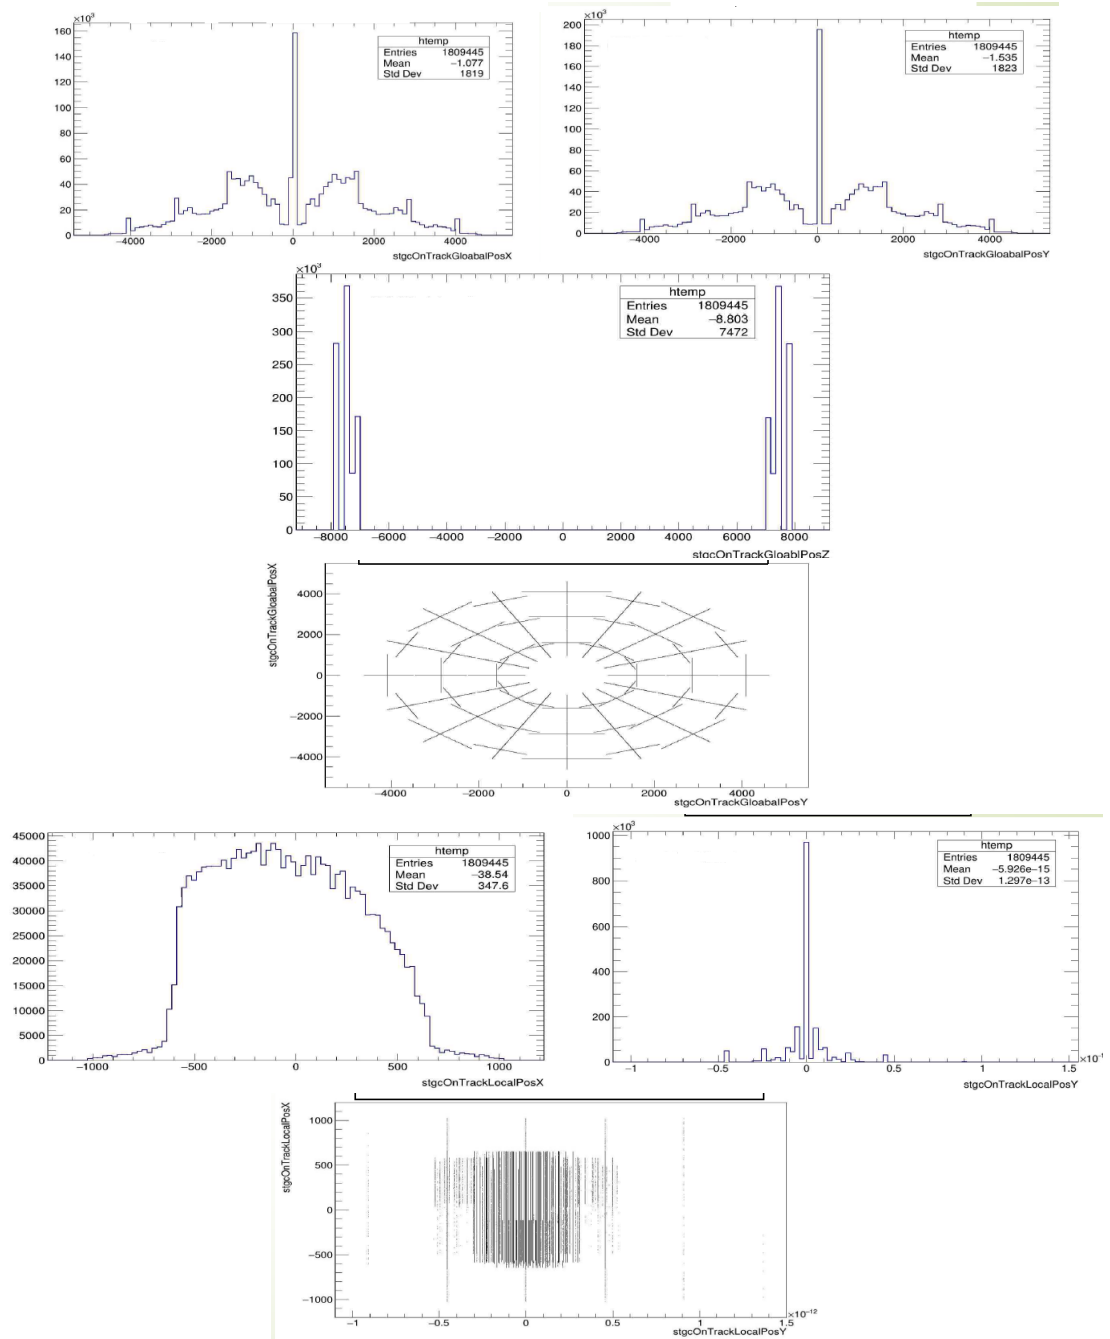 ×10³
160
140
120
100
80
60
40
20
0
htemp
Entries 1809445
Mean −1.077
Std Dev 1819
−4000 −2000 0 2000 4000
stgcOnTrackGloabalPosX
×10³
200
180
160
140
120
100
80
60
40
20
0
htemp
Entries 1809445
Mean −1.535
Std Dev 1823
−4000 −2000 0 2000 4000
stgcOnTrackGloabalPosY
×10³
350
300
250
200
150
100
50
0
htemp
Entries 1809445
Mean −8.803
Std Dev 7472
−8000 −6000 −4000 −2000 0 2000 4000 6000 8000
stgcOnTrackGloablPosZ
stgcOnTrackGloabalPosX
4000
2000
0
−2000
−4000
−4000 −2000 0 2000 4000
stgcOnTrackGloabalPosY
45000
40000
35000
30000
25000
20000
15000
10000
5000
0
htemp
Entries 1809445
Mean −38.54
Std Dev 347.6
−1000 −500 0 500 1000
stgcOnTrackLocalPosX
×10³
1000
800
600
400
200
0
htemp
Entries 1809445
Mean −5.926e−15
Std Dev 1.297e−13
−1 −0.5 0 0.5 1 1.5
×10⁻¹
stgcOnTrackLocalPosY
stgcOnTrackLocalPosX
1000
500
0
−500
−1000
−1 −0.5 0 0.5 1 1.5
×10⁻¹²
stgcOnTrackLocalPosY